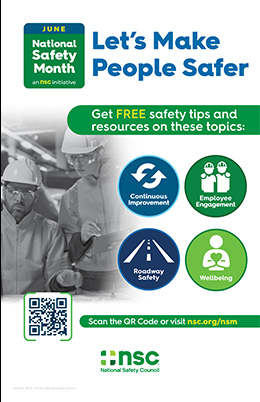 JUNE
National
Safety
Month
an nsc initiative
Let's Make
People Safer
Get FREE safety tips and
resources on these topics:
Continuous
Improvement
Employee
Engagement
Roadway
Safety
Wellbeing
Scan the QR Code or visit nsc.org/nsm
nsc
National Safety Council